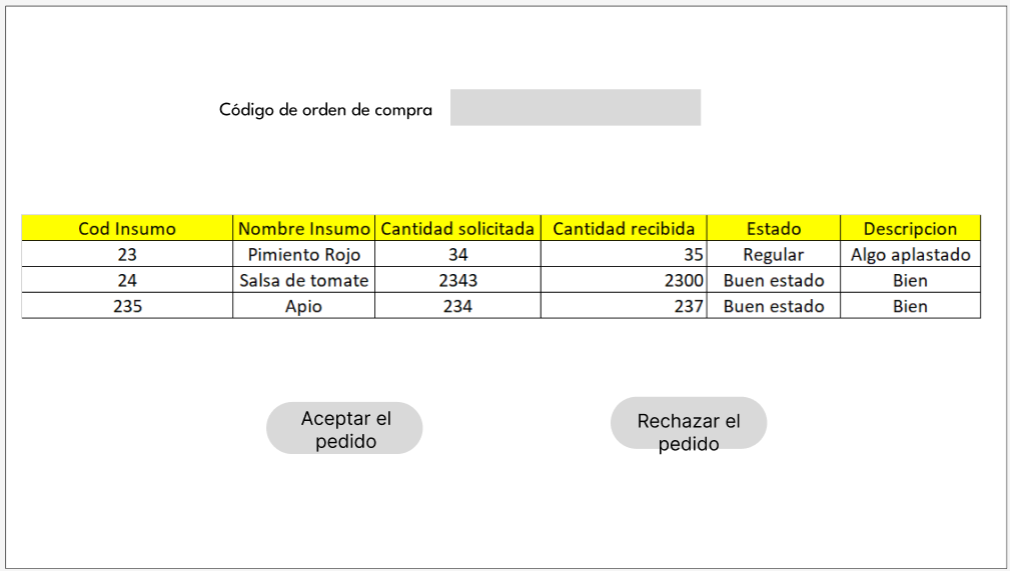 Código de orden de compra
Cod Insumo Nombre Insumo Cantidad solicitada Cantidad recibida Estado Descripcion
23 Pimiento Rojo 34 35 Regular Algo aplastado
24 Salsa de tomate 2343 2300 Buen estado Bien
235 Apio 234 237 Buen estado Bien
Aceptar el
pedido
Rechazar el
pedido